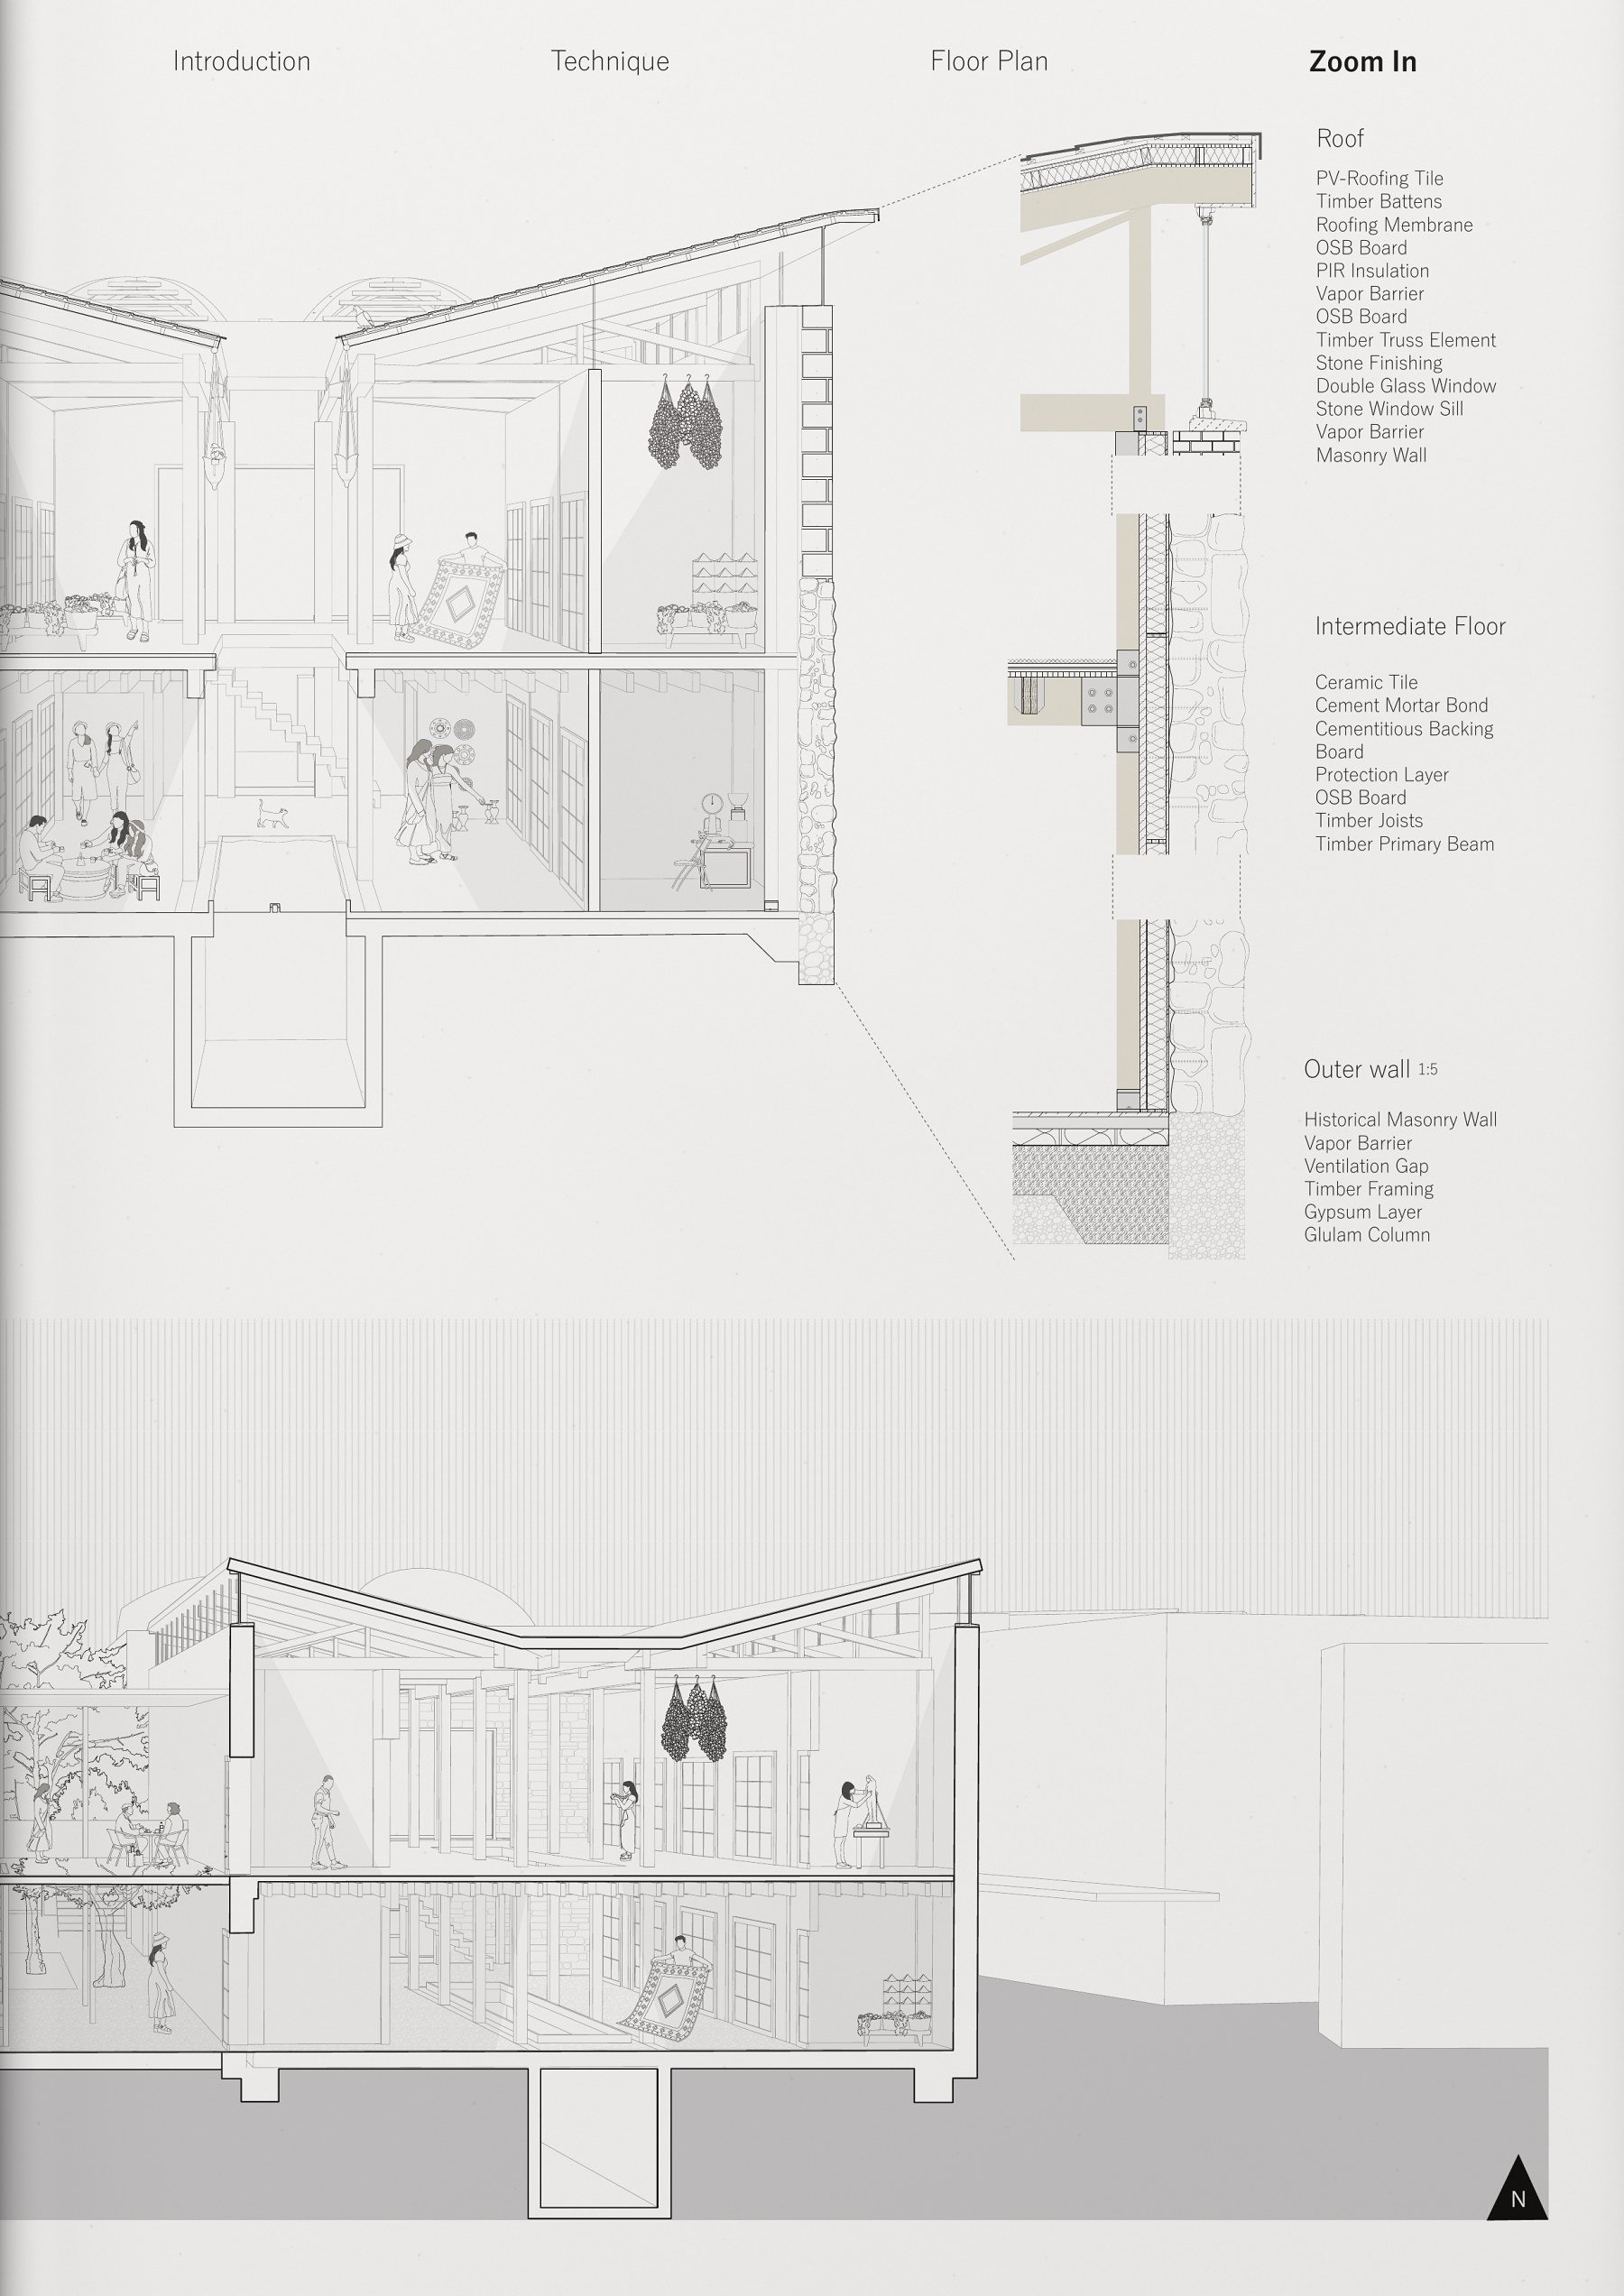 Introduction
Technique
Floor Plan
Zoom In
Roof
PV-Roofing Tile
Timber Battens
Roofing Membrane
OSB Board
PIR Insulation
Vapor Barrier
OSB Board
Timber Truss Element
Stone Finishing
Double Glass Window
Stone Window Sill
Vapor Barrier
Masonry Wall
Intermediate Floor
Ceramic Tile
Cement Mortar Bond
Cementitious Backing
Board
Protection Layer
OSB Board
Timber Joists
Timber Primary Beam
Outer wall 1:5
Historical Masonry Wall
Vapor Barrier
Ventilation Gap
Timber Framing
Gypsum Layer
Glulam Column
N